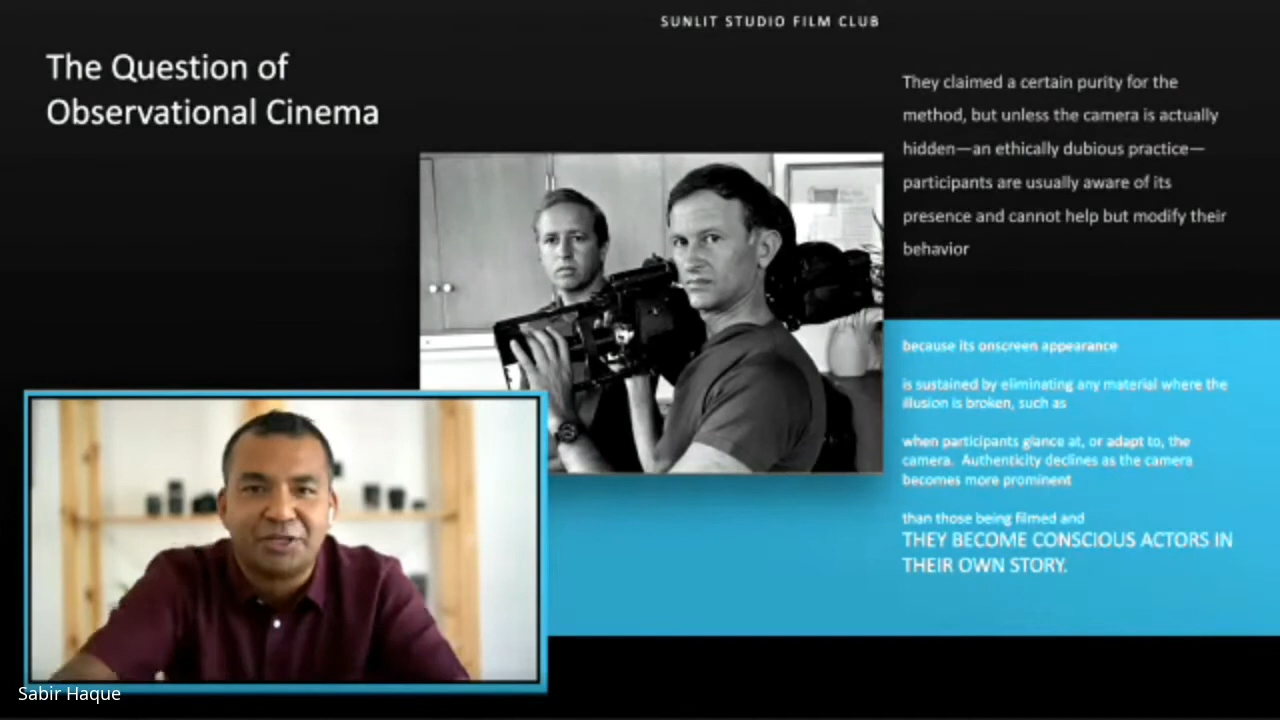 SUNLIT STUDIO FILM CLUB
The Question of
Observational Cinema
They claimed a certain purity for the
method, but unless the camera is actually
hidden—an ethically dubious practice—
participants are usually aware of its
presence and cannot help but modify their
behavior
because its onscreen appearance
is sustained by eliminating any material where the
illusion is broken, such as
when participants glance at, or adapt to, the
camera. Authenticity declines as the camera
becomes more prominent
than those being filmed and
THEY BECOME CONSCIOUS ACTORS IN
THEIR OWN STORY.
Sabir Haque